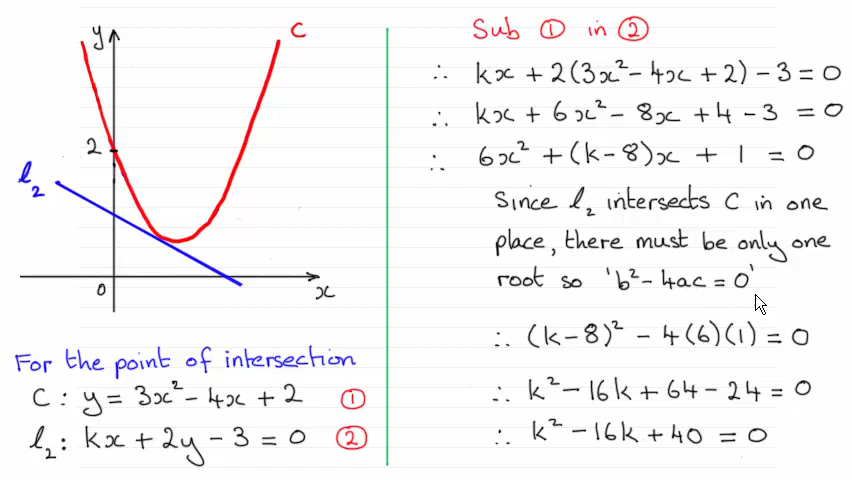 y
C
2
l₂
0
x
For the point of intersection
C: y = 3x² - 4x + 2 ①
l₂: kx + 2y - 3 = 0 ②
Sub ① in ②
∴ kx + 2(3x² - 4x + 2) - 3 = 0
∴ kx + 6x² - 8x + 4 - 3 = 0
∴ 6x² + (k-8)x + 1 = 0
Since l₂ intersects C in one
place, there must be only one
root so 'b² - 4ac = 0'
∴ (k-8)² - 4(6)(1) = 0
∴ k² - 16k + 64 - 24 = 0
∴ k² - 16k + 40 = 0